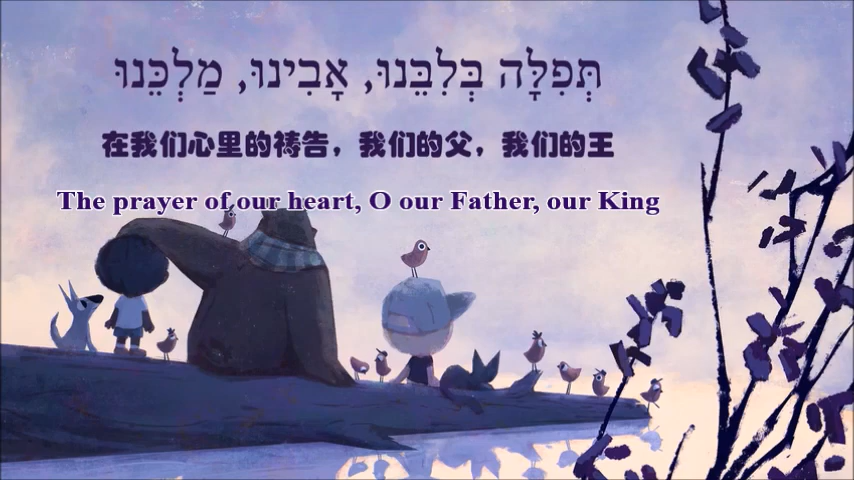 תְּפִלָּה בְּלִבֵּנוּ, אָבִינוּ, מַלְכֵּנוּ
在我们心里的祷告，我们的父，我们的王
The prayer of our heart, O our Father, our King